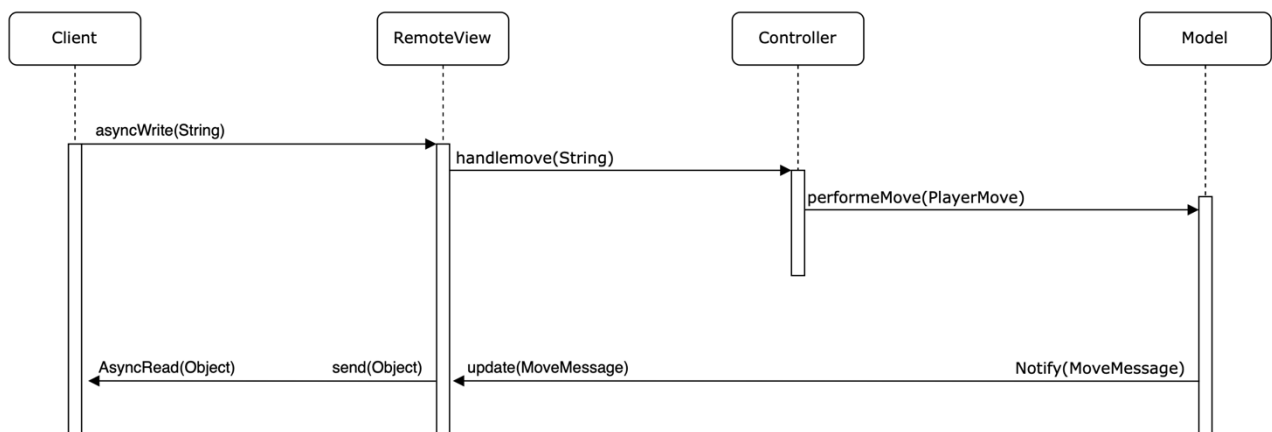 Client
RemoteView
Controller
Model
asyncWrite(String)
handlemove(String)
performeMove(PlayerMove)
AsyncRead(Object)
send(Object)
update(MoveMessage)
Notify(MoveMessage)